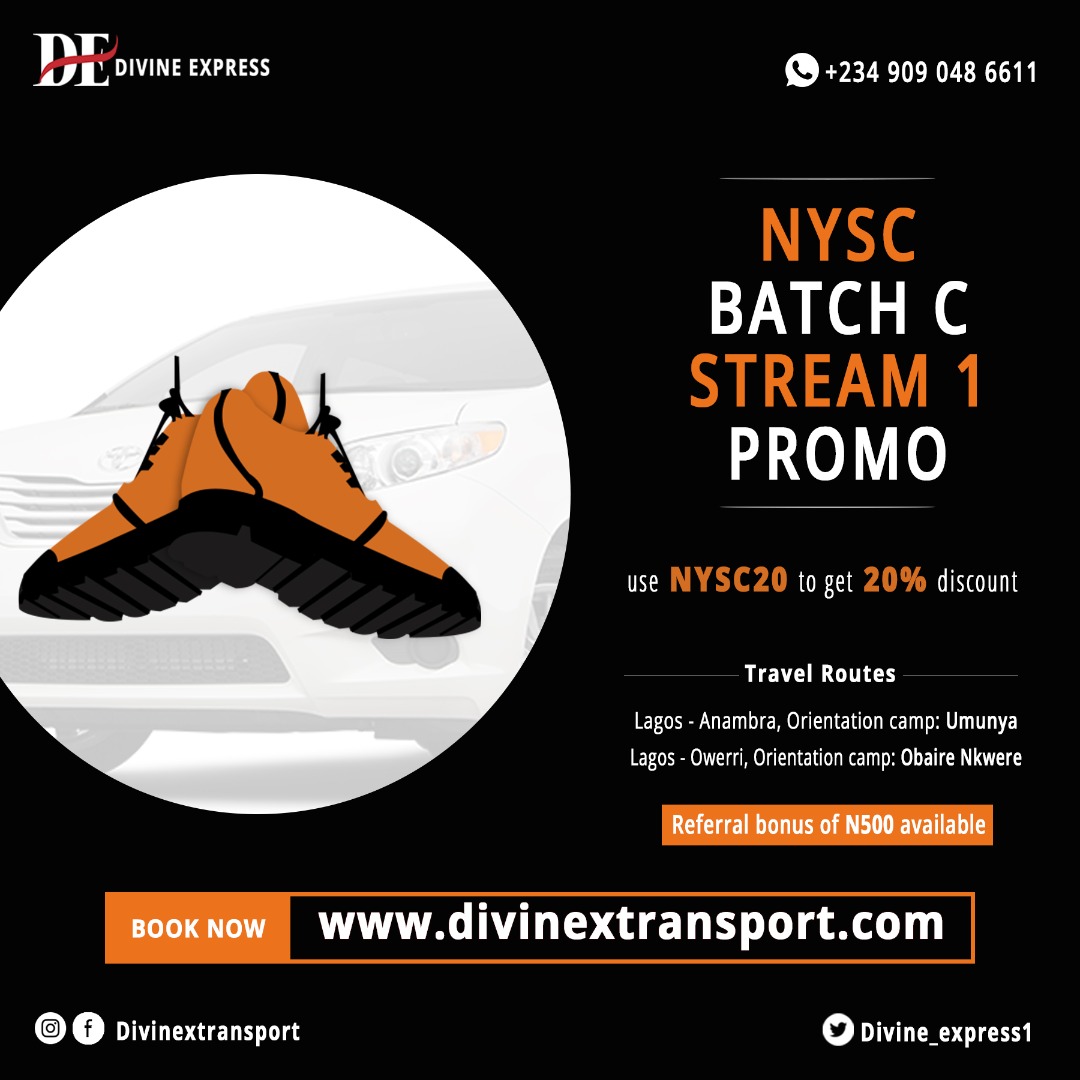 DE DIVINE EXPRESS
+234 909 048 6611
NYSC
BATCH C
STREAM 1
PROMO
use NYSC20 to get 20% discount
Travel Routes
Lagos - Anambra, Orientation camp: Umunya
Lagos - Owerri, Orientation camp: Obaire Nkwere
Referral bonus of N500 available
BOOK NOW
www.divinextransport.com
Divinextransport
Divine_express1